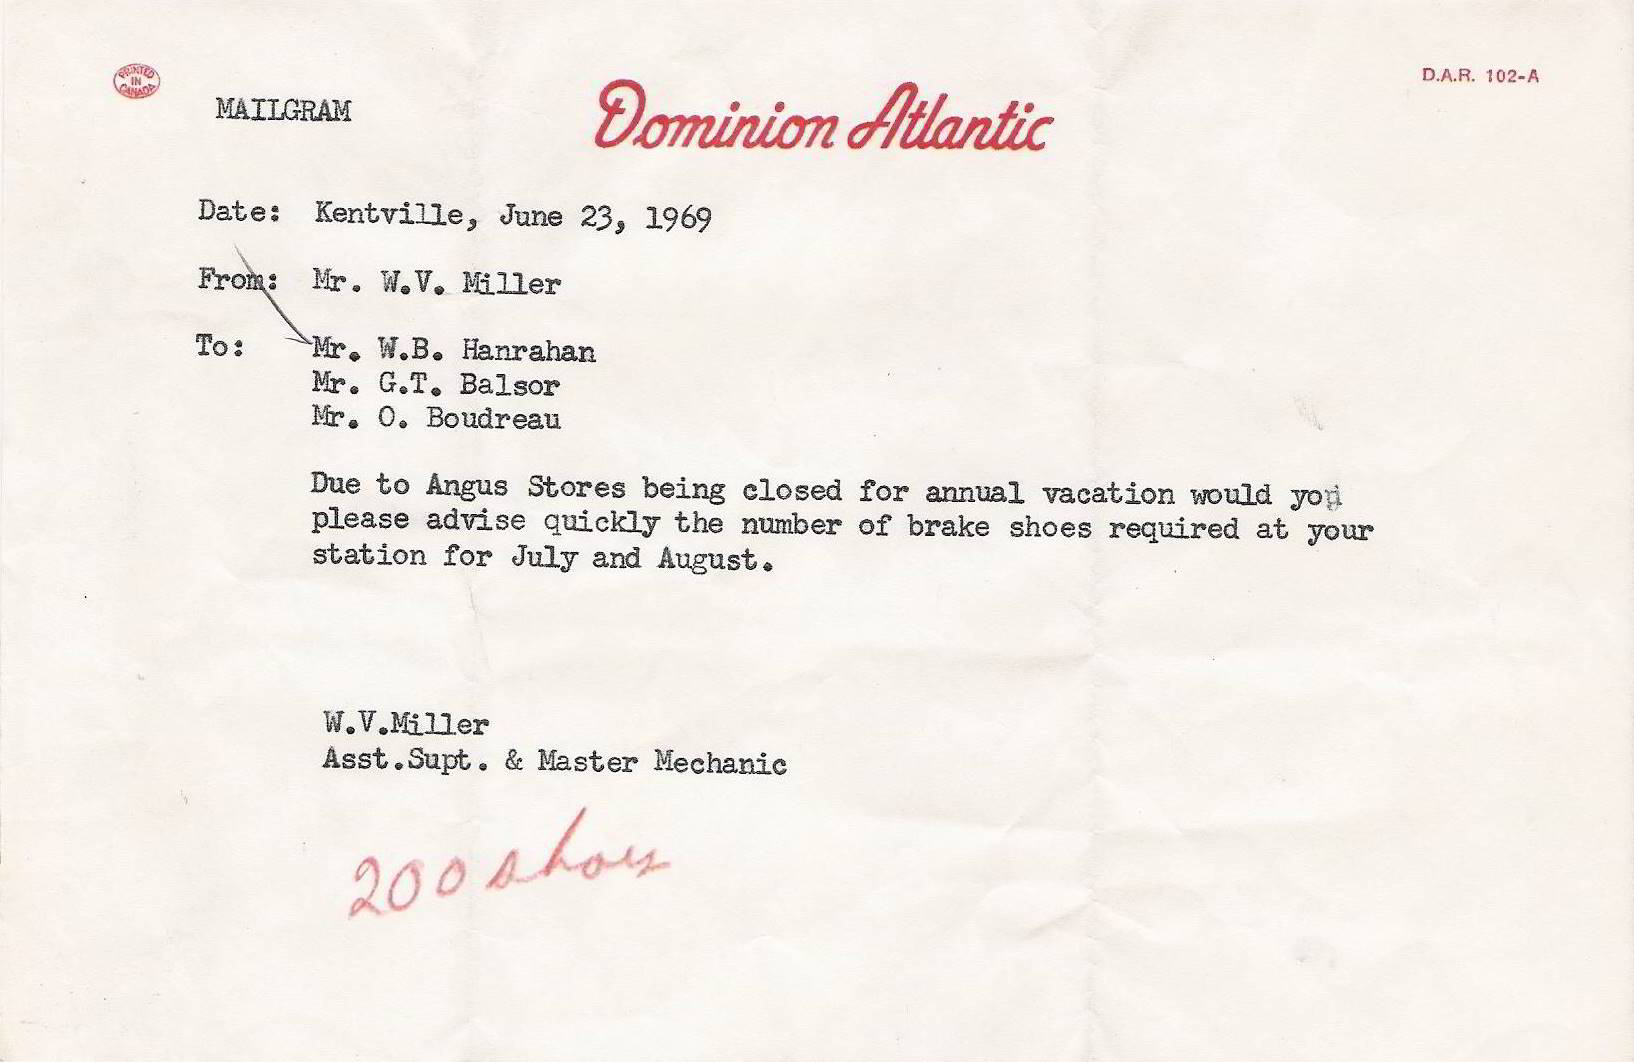 PRINTED
IN
CANADA
D.A.R. 102-A
MAILGRAM
Dominion Atlantic
Date: Kentville, June 23, 1969
From: Mr. W.V. Miller
To: Mr. W.B. Hanrahan
Mr. G.T. Balsor
Mr. O. Boudreau
Due to Angus Stores being closed for annual vacation would you
please advise quickly the number of brake shoes required at your
station for July and August.
W.V.Miller
Asst.Supt. & Master Mechanic
200 shoes